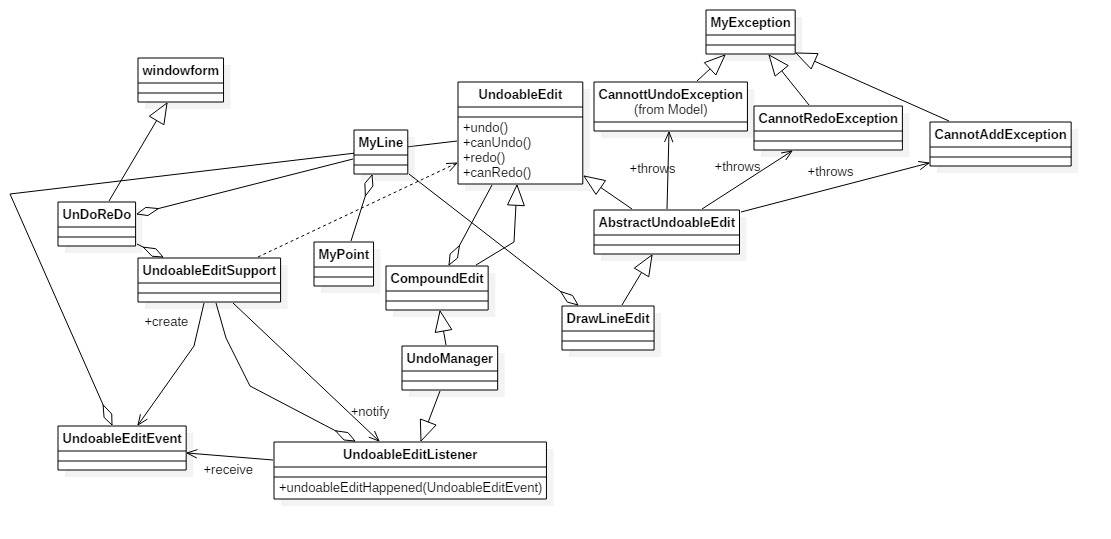 MyException
windowform
UndoableEdit
+undo()
+canUndo()
+redo()
+canRedo()
CannottUndoException
(from Model)
CannotRedoException
CannotAddException
MyLine
+throws
+throws
+throws
UnDoReDo
AbstractUndoableEdit
MyPoint
UndoableEditSupport
CompoundEdit
DrawLineEdit
+create
UndoManager
+notify
UndoableEditEvent
UndoableEditListener
+receive
+undoableEditHappened(UndoableEditEvent)